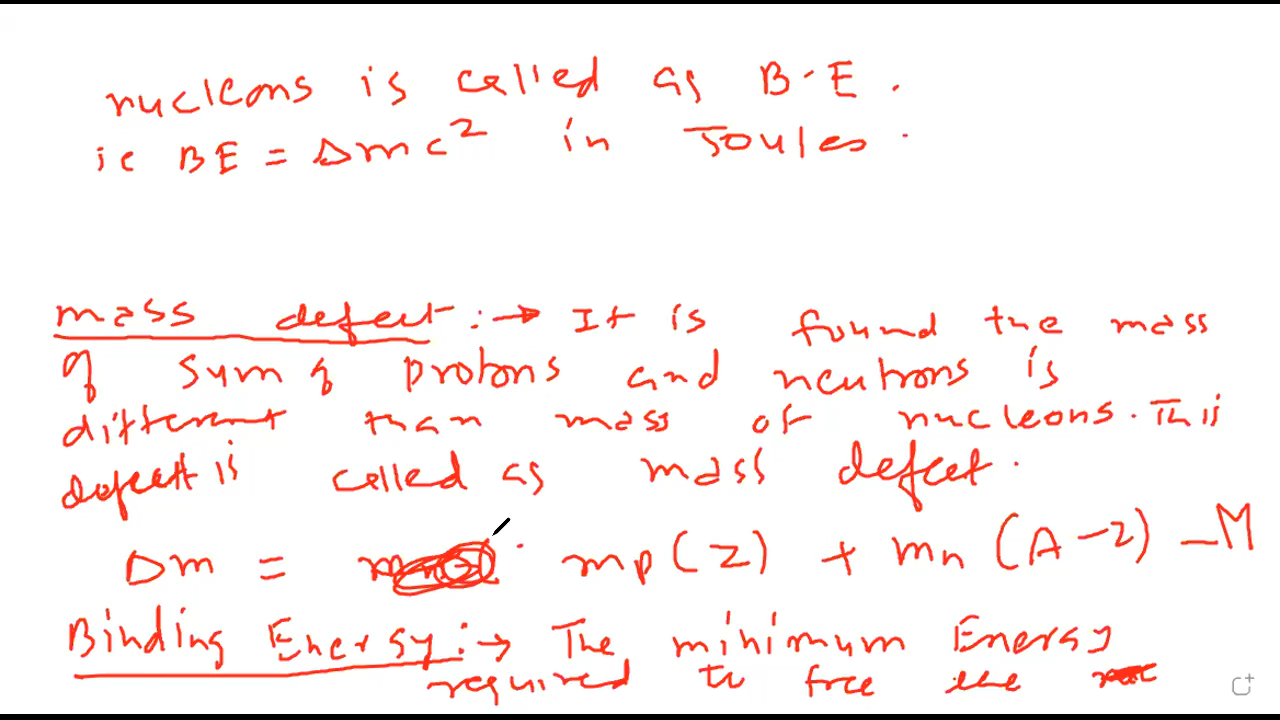 nucleons is called as B.E.
ie BE = Δmc² in Joules.
mass defect :→ It is found the mass
of sum of protons and neutrons is
different than mass of nucleons. This
defect is called as mass defect.
Δm = mp(Z) + mn(A-Z) - M
Binding Energy :→ The minimum Energy
required to free the